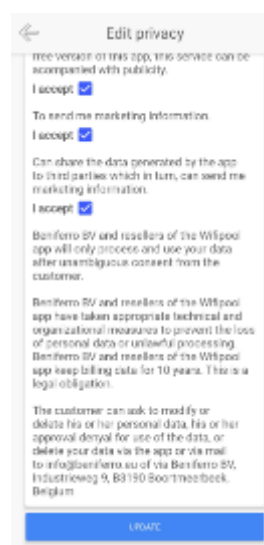 Edit privacy
free version of this app, this service can be
acompanied with publicity.
I accept
To send me marketing information.
I accept
Can share the data generated by the app
to third parties which in turn, can send me
marketing information.
I accept
Beniferro BV and resellers of the Wifipool
app will only process and use your data
after unambiguous consent from the
customer.
Beniferro BV and resellers of the Wifipool
app have taken appropriate technical and
organizational measures to prevent the loss
of personal data or unlawful processing.
Beniferro BV and resellers of the Wifipool
app keep billing data for 10 years. This is a
legal obligation.
The customer can ask to modify or
delete his or her personal data, his or her
approval denyal for use of the data, or
delete your data via the app or via mail
to info@beniferro.eu of via Beniferro BV,
Industrieweg 9, B3190 Boortmeerbeek,
Belgium
UPDATE